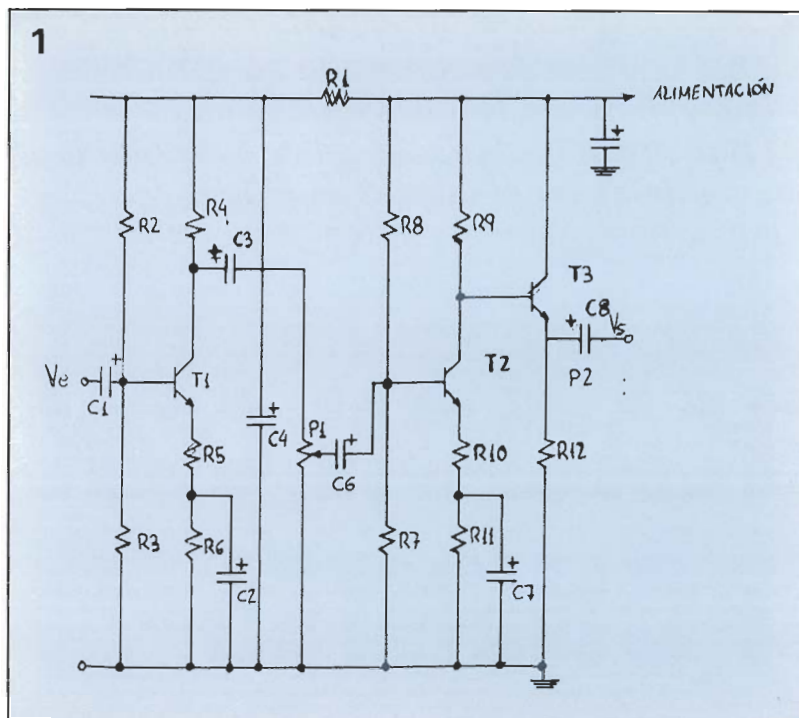 1
R1
ALIMENTACIÓN
R2
R4
C3
R8
R9
T3
C8
Vs
P2
Ve
C1
T1
T2
R5
C4
P1
C6
R10
R12
R3
R6
C2
R7
R11
C7